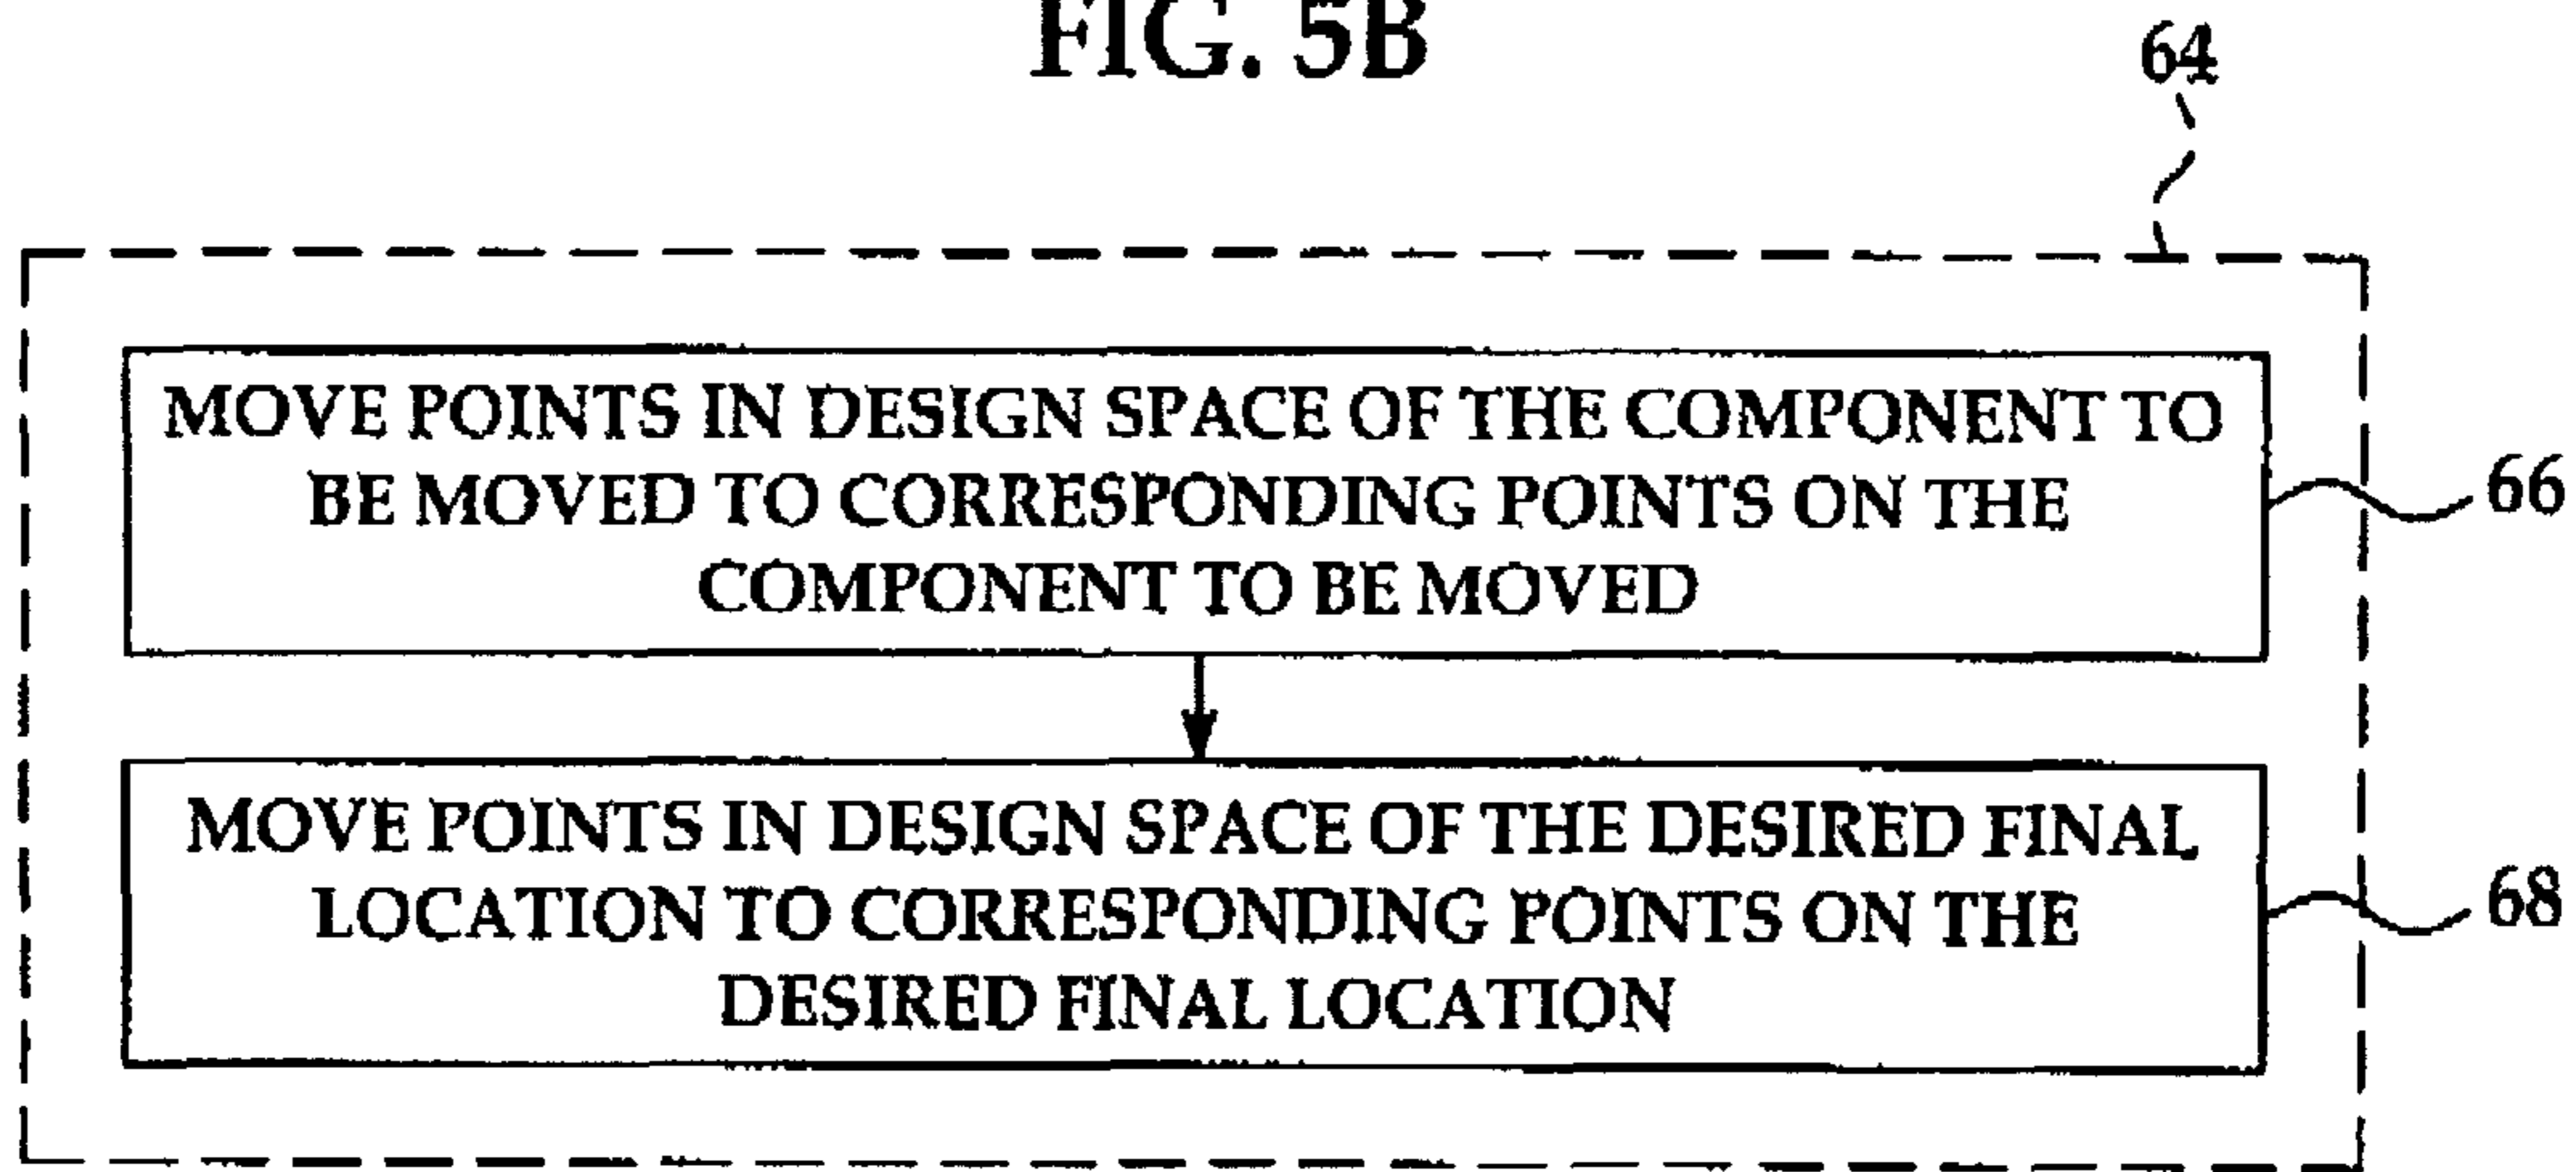 FIG. 5B
64
MOVE POINTS IN DESIGN SPACE OF THE COMPONENT TO
BE MOVED TO CORRESPONDING POINTS ON THE
COMPONENT TO BE MOVED
66
MOVE POINTS IN DESIGN SPACE OF THE DESIRED FINAL
LOCATION TO CORRESPONDING POINTS ON THE
DESIRED FINAL LOCATION
68